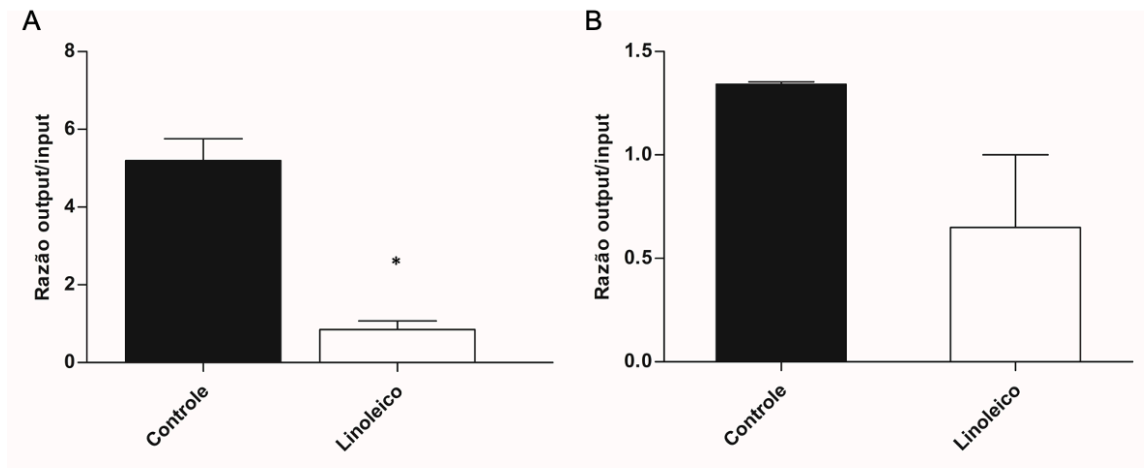 A
8
6
4
2
0
Razão output/input
*
Controle
Linoleico
B
1.5
1.0
0.5
0.0
Razão output/input
Controle
Linoleico